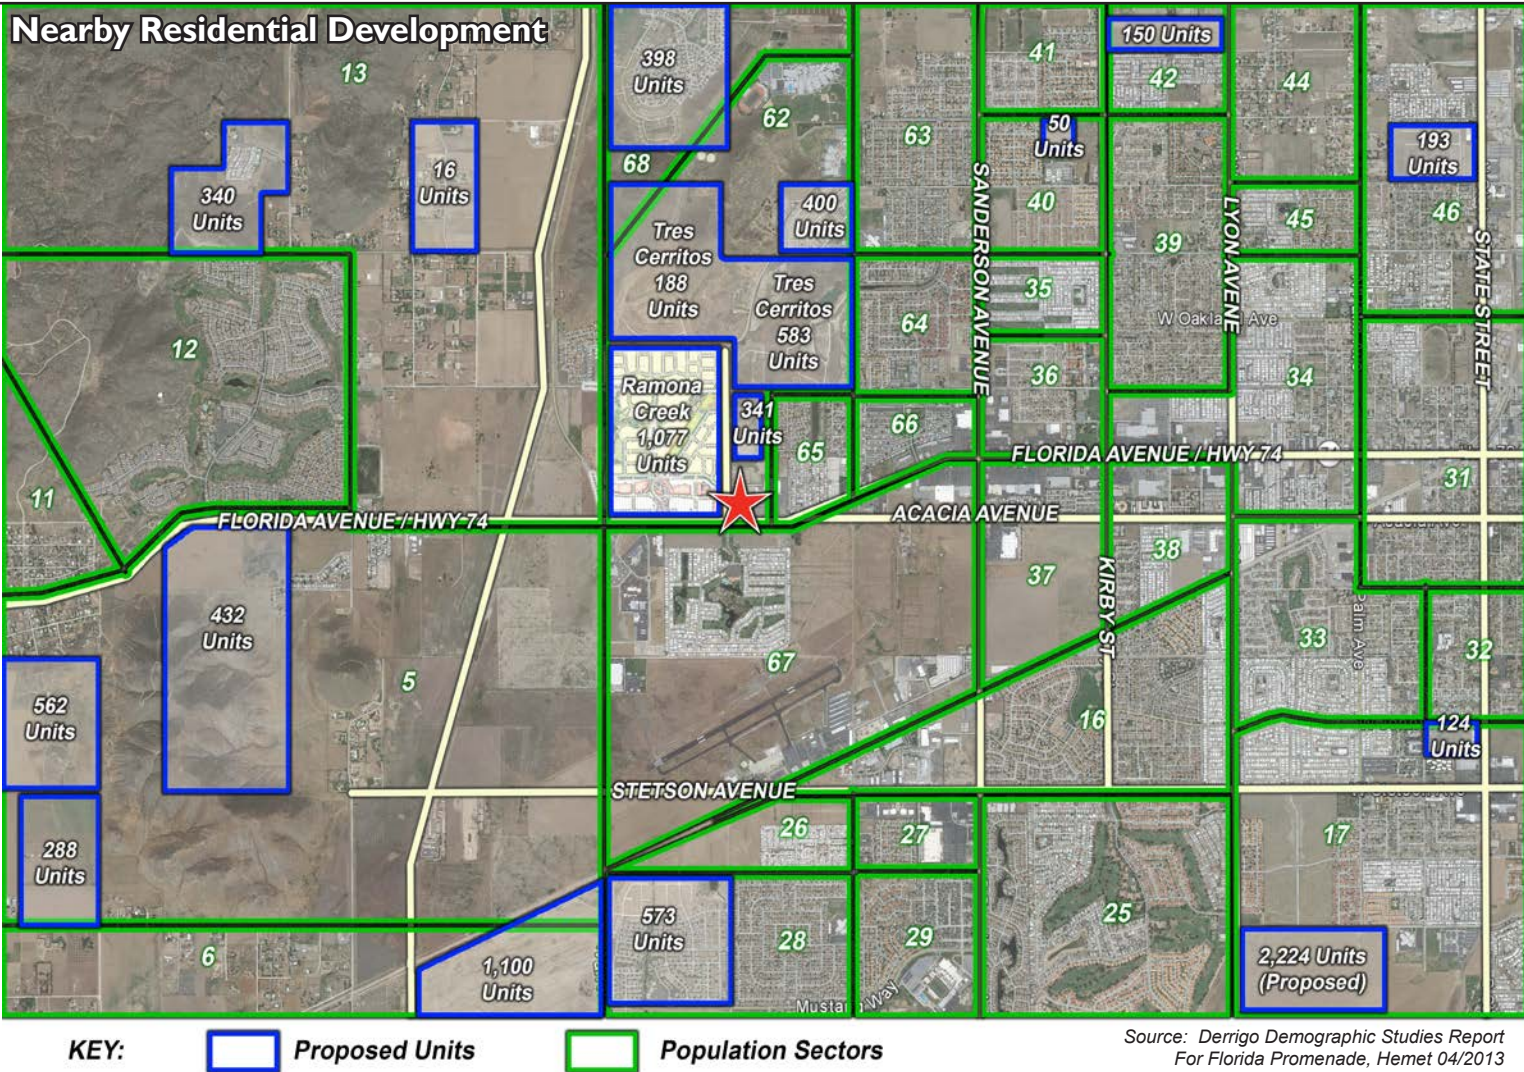 Nearby Residential Development
13
398
Units
62
68
63
41
150 Units
42
44
50
Units
193
Units
340
Units
16
Units
400
Units
40
39
45
46
SANDERSON AVENUE
LYON AVENE
STATE STREET
Tres
Cerritos
188
Units
Tres
Cerritos
583
Units
12
64
35
W Oakla Ave
36
34
Ramona
Creek
1,077
Units
341
Units
65
66
FLORIDA AVENUE / HWY 74
31
11
FLORIDA AVENUE / HWY 74
ACACIA AVENUE
432
Units
37
38
KIRBY ST
33
Palm Ave
32
67
5
562
Units
16
124
Units
STETSON AVENUE
288
Units
26
27
17
573
Units
28
29
25
6
1,100
Units
2,224 Units
(Proposed)
Way
KEY:
Proposed Units
Population Sectors
Source: Derrigo Demographic Studies Report
For Florida Promenade, Hemet 04/2013